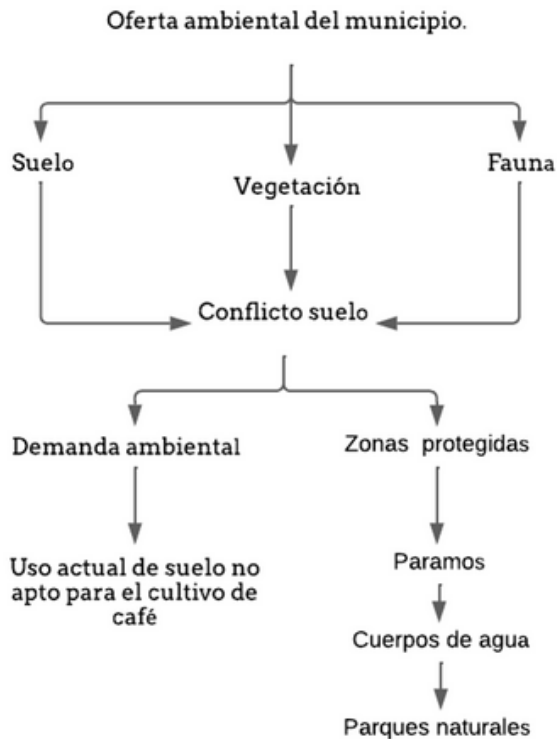 Oferta ambiental del municipio.
Suelo
Vegetación
Fauna
Conflicto suelo
Demanda ambiental
Zonas protegidas
Uso actual de suelo no
apto para el cultivo de
café
Paramos
Cuerpos de agua
Parques naturales